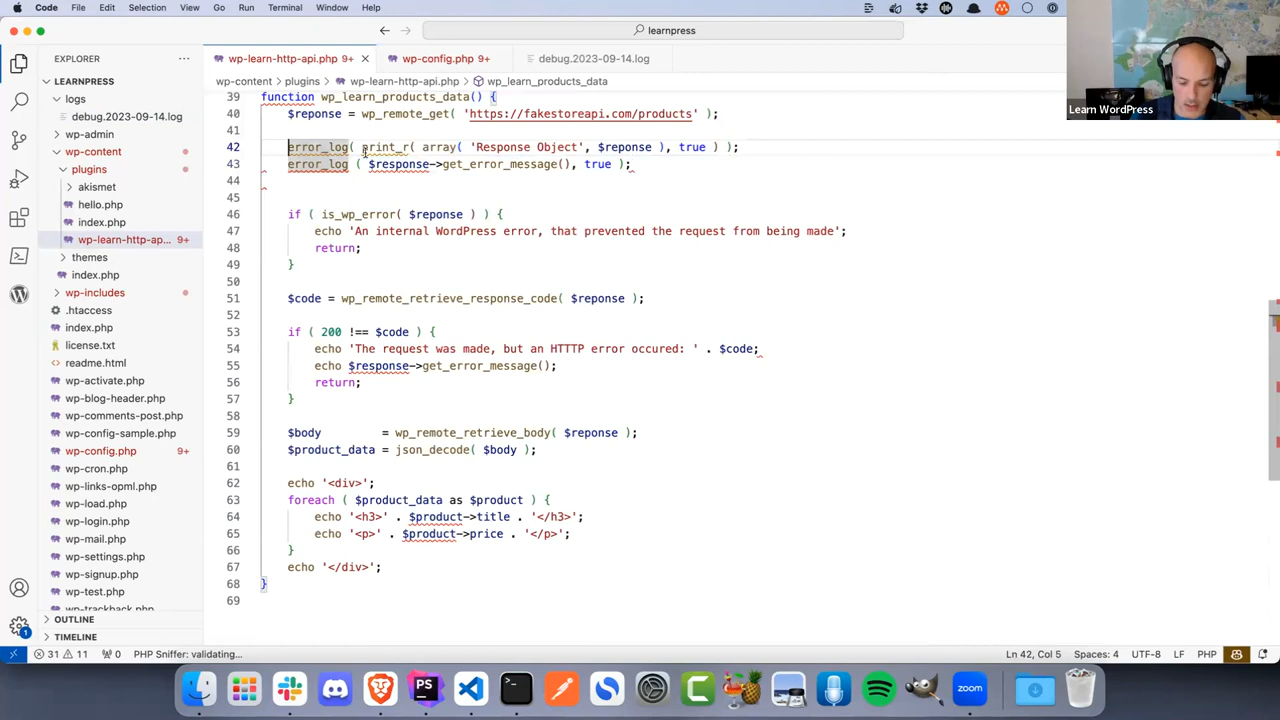 Code File Edit Selection View Go Run Terminal Window Help
learnpress
EXPLORER
wp-learn-http-api.php 9+
wp-config.php 9+
debug.2023-09-14.log
LEARNPRESS
wp-content plugins wp-learn-http-api.php wp_learn_products_data
logs
debug.2023-09-14.log
wp-admin
wp-content
plugins
akismet
hello.php
index.php
wp-learn-http-ap... 9+
themes
index.php
wp-includes
.htaccess
index.php
license.txt
readme.html
wp-activate.php
wp-blog-header.php
wp-comments-post.php
wp-config-sample.php
wp-config.php 9+
wp-cron.php
wp-links-opml.php
wp-load.php
wp-login.php
wp-mail.php
wp-settings.php
wp-signup.php
wp-test.php
wp-trackback.php
OUTLINE
TIMELINE
39 function wp_learn_products_data() {
40 $reponse = wp_remote_get( 'https://fakestoreapi.com/products' );
41
42 error_log( print_r( array( 'Response Object', $reponse ), true ) );
43 error_log ( $response->get_error_message(), true );
44
45
46 if ( is_wp_error( $reponse ) ) {
47 echo 'An internal WordPress error, that prevented the request from being made';
48 return;
49 }
50
51 $code = wp_remote_retrieve_response_code( $reponse );
52
53 if ( 200 !== $code ) {
54 echo 'The request was made, but an HTTTP error occured: ' . $code;
55 echo $response->get_error_message();
56 return;
57 }
58
59 $body = wp_remote_retrieve_body( $reponse );
60 $product_data = json_decode( $body );
61
62 echo '<div>';
63 foreach ( $product_data as $product ) {
64 echo '<h3>' . $product->title . '</h3>';
65 echo '<p>' . $product->price . '</p>';
66 }
67 echo '</div>';
68 }
69
Learn WordPress
1
31 11 0 PHP Sniffer: validating...
Ln 42, Col 5 Spaces: 4 UTF-8 LF PHP
PS
zoom